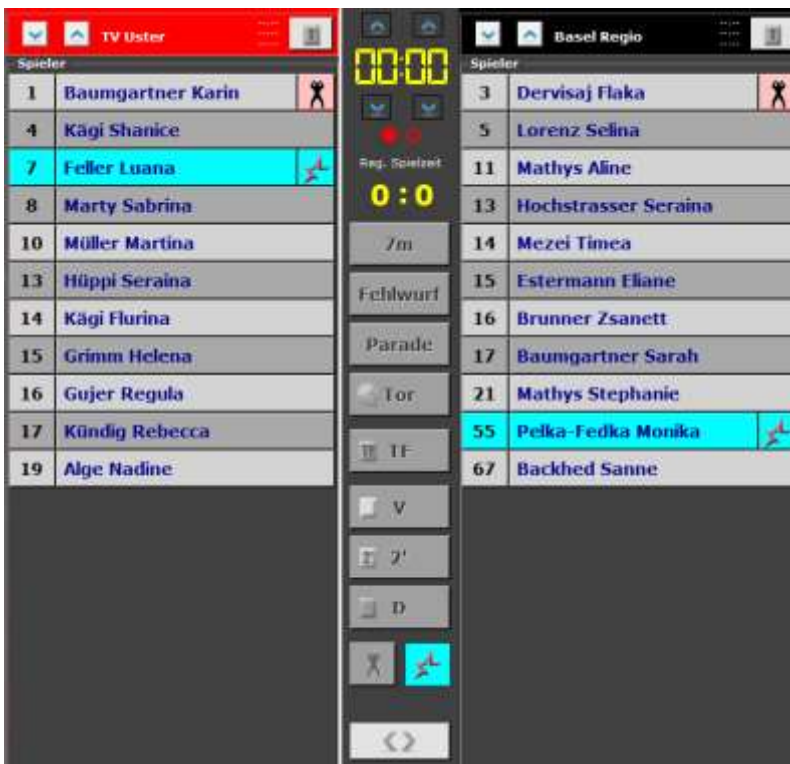 TV Uster
Spieler
1 Baumgartner Karin
4 Kägi Shanice
7 Feller Luana
8 Marty Sabrina
10 Müller Martina
13 Hüppi Seraina
14 Kägi Flurina
15 Grimm Helena
16 Gujer Regula
17 Kündig Rebecca
19 Alge Nadine
00:00
Reg. Spielzeit
0 : 0
7m
Fehlwurf
Parade
Tor
TF
V
2'
D
Basel Regio
Spieler
3 Dervisaj Flaka
5 Lorenz Selina
11 Mathys Aline
13 Hochstrasser Seraina
14 Mezei Timea
15 Estermann Eliane
16 Brunner Zsanett
17 Baumgartner Sarah
21 Mathys Stephanie
55 Pelka-Fedka Monika
67 Backhed Sanne